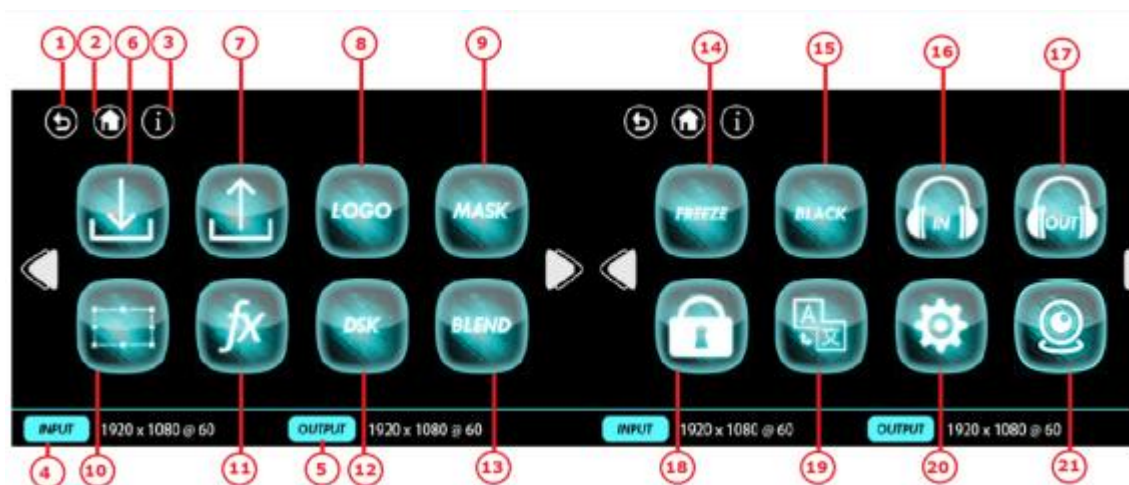 1 2 6 3 7 8 9 14 15 16 17
i i
LOGO MASK FREEZE BLACK IN OUT
fx DSK BLEND A 文
INPUT 1920 x 1080 @ 60 OUTPUT 1920 x 1080 @ 60 INPUT 1920 x 1080 @ 60 OUTPUT 1920 x 1080 @ 60
4 10 11 5 12 13 18 19 20 21